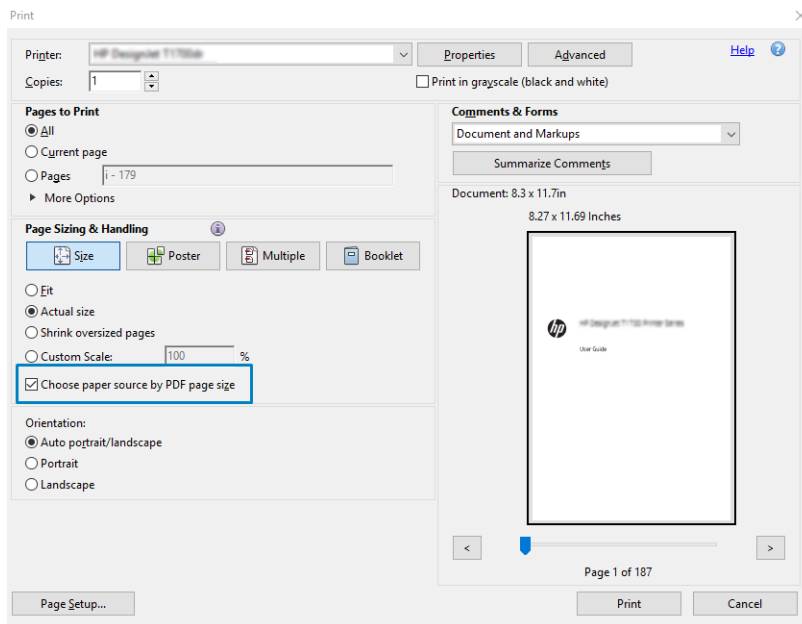 Print
Printer:
Properties
Advanced
Help
Copies:
1
Print in grayscale (black and white)
Pages to Print
All
Current page
Pages
i - 179
More Options
Comments & Forms
Document and Markups
Summarize Comments
Document: 8.3 x 11.7in
8.27 x 11.69 Inches
Page Sizing & Handling
Size
Poster
Multiple
Booklet
Fit
Actual size
Shrink oversized pages
Custom Scale:
100
%
Choose paper source by PDF page size
Orientation:
Auto portrait/landscape
Portrait
Landscape
hp
User Guide
<
>
Page 1 of 187
Page Setup...
Print
Cancel